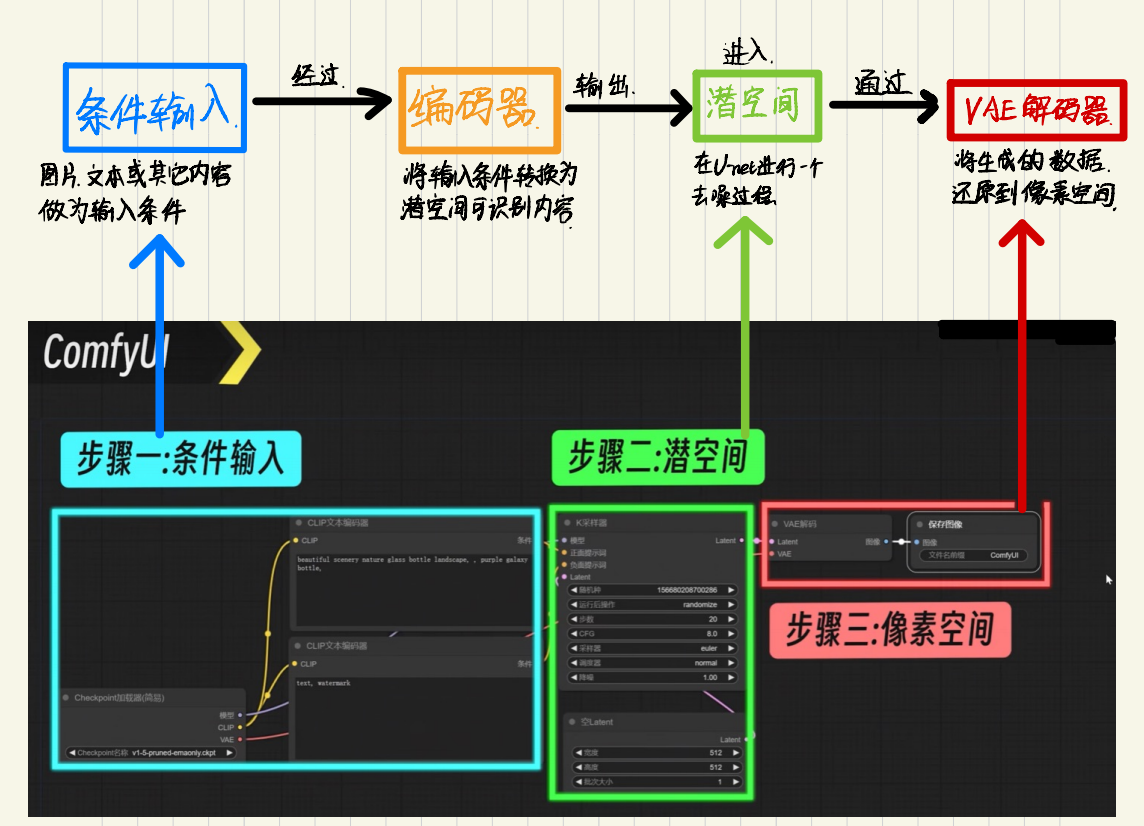 进入.
经过.
输出.
通过
条件输入.
编码器.
潜空间
VAE解码器.
图片.文本或其它内容
做为输入条件
将输入条件转换为
潜空间可识别内容.
在U-net进行一个
去噪过程.
将生成的数据.
还原到像素空间
ComfyUI
步骤一:条件输入
步骤二:潜空间
CLIP文本编码器
CLIP
条件
beautiful scenery nature glass bottle landscape, , purple galaxy
bottle,
CLIP文本编码器
CLIP
条件
text, watermark
Checkpoint加载器(简易)
模型
CLIP
VAE
Checkpoint名称 v1-5-pruned-emaonly.ckpt
K采样器
模型
Latent
正面提示词
负面提示词
Latent
随机种 156680208700286
运行后操作 randomize
步数 20
CFG 8.0
采样器 euler
调度器 normal
降噪 1.00
空Latent
Latent
宽度 512
高度 512
批次大小 1
VAE解码
Latent
图像
VAE
保存图像
图像
文件名前缀 ComfyUI
步骤三:像素空间